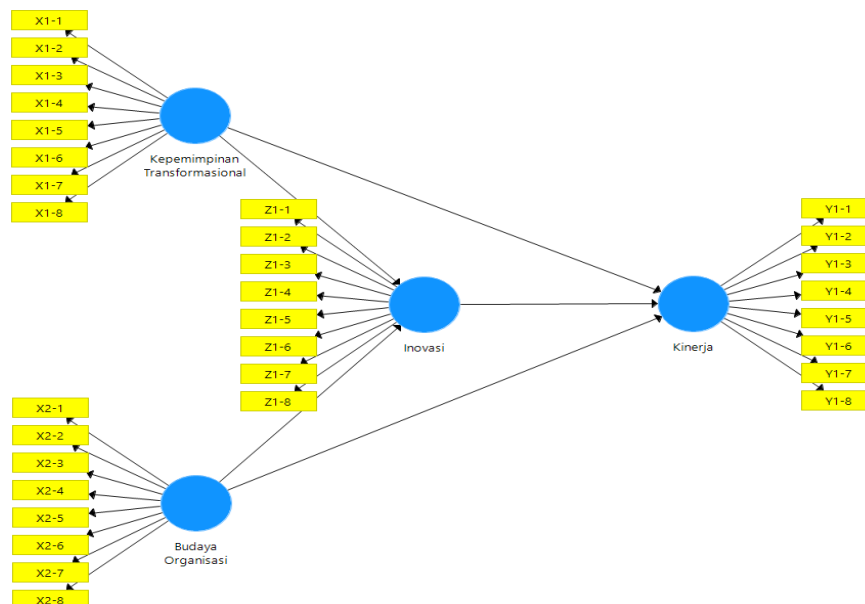 X1-1
X1-2
X1-3
X1-4
X1-5
X1-6
X1-7
X1-8
Kepemimpinan
Transformasional
Z1-1
Z1-2
Z1-3
Z1-4
Z1-5
Z1-6
Z1-7
Z1-8
Inovasi
Y1-1
Y1-2
Y1-3
Y1-4
Y1-5
Y1-6
Y1-7
Y1-8
Kinerja
X2-1
X2-2
X2-3
X2-4
X2-5
X2-6
X2-7
X2-8
Budaya
Organisasi